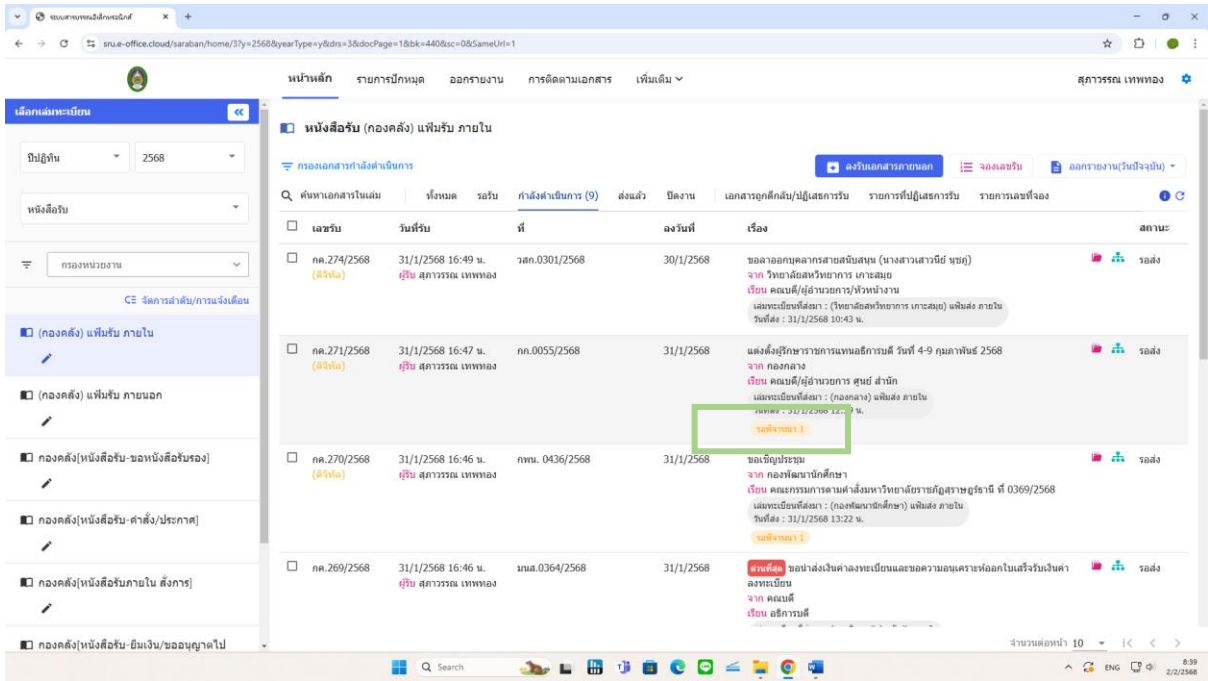 ระบบสารบรรณอิเล็กทรอนิกส์
sru.e-office.cloud/saraban/home/3?y=2568&yearType=y&drs=3&docPage=1&bk=440&sc=0&SameUrl=1
หน้าหลัก รายการปักหมุด ออกรายงาน การติดตามเอกสาร เพิ่มเติม สุภาวรรณ เทพทอง
เลือกเล่มทะเบียน
หนังสือรับ (กองคลัง) แฟ้มรับ ภายใน
ปีปฏิทิน 2568
กรองเอกสารกำลังดำเนินการ ลงรับเอกสารภายนอก จองเลขรับ ออกรายงาน(วันปัจจุบัน)
ค้นหาเอกสารในเล่ม ทั้งหมด รอรับ กำลังดำเนินการ (9) ส่งแล้ว ปิดงาน เอกสารถูกดึกลับ/ปฏิเสธการรับ รายการที่ปฏิเสธการรับ รายการเลขที่จอง
หนังสือรับ
เลขรับ วันที่รับ ที่ ลงวันที่ เรื่อง สถานะ
กรองหน่วยงาน
จัดการลำดับ/การแจ้งเตือน
(กองคลัง) แฟ้มรับ ภายใน
(กองคลัง) แฟ้มรับ ภายนอก
กองคลัง[หนังสือรับ-ขอหนังสือรับรอง]
กองคลัง[หนังสือรับ-คำสั่ง/ประกาศ]
กองคลัง[หนังสือรับภายใน สั่งการ]
กองคลัง[หนังสือรับ-ยืมเงิน/ขออนุญาตไป
กค.274/2568 31/1/2568 16:49 น. วสก.0301/2568 30/1/2568 ขอลาออกบุคลากรสายสนับสนุน (นางสาวเสาวนีย์ นุชภู่) รอส่ง
(ดิจิทัล) ผู้รับ สุภาวรรณ เทพทอง จาก วิทยาลัยสหวิทยาการ เกาะสมุย
เรียน คณบดี/ผู้อำนวยการ/หัวหน้างาน
เล่มทะเบียนที่ส่งมา : (วิทยาลัยสหวิทยาการ เกาะสมุย) แฟ้มส่ง ภายใน
วันที่ส่ง : 31/1/2568 10:43 น.
กค.271/2568 31/1/2568 16:47 น. กก.0055/2568 31/1/2568 แต่งตั้งผู้รักษาราชการแทนอธิการบดี วันที่ 4-9 กุมภาพันธ์ 2568 รอส่ง
(ดิจิทัล) ผู้รับ สุภาวรรณ เทพทอง จาก กองกลาง
เรียน คณบดี/ผู้อำนวยการ ศูนย์ สำนัก
เล่มทะเบียนที่ส่งมา : (กองกลาง) แฟ้มส่ง ภายใน
รอพิจารณา 1
กค.270/2568 31/1/2568 16:46 น. กพน. 0436/2568 31/1/2568 ขอเชิญประชุม รอส่ง
(ดิจิทัล) ผู้รับ สุภาวรรณ เทพทอง จาก กองพัฒนานักศึกษา
เรียน คณะกรรมการตามคำสั่งมหาวิทยาลัยราชภัฏสุราษฎร์ธานี ที่ 0369/2568
เล่มทะเบียนที่ส่งมา : (กองพัฒนานักศึกษา) แฟ้มส่ง ภายใน
วันที่ส่ง : 31/1/2568 13:22 น.
รอพิจารณา 1
กค.269/2568 31/1/2568 16:46 น. มนส.0364/2568 31/1/2568 ด่วนที่สุด ขอนำส่งเงินค่าลงทะเบียนและขอความอนุเคราะห์ออกใบเสร็จรับเงินค่า รอส่ง
ผู้รับ สุภาวรรณ เทพทอง ลงทะเบียน
จาก คณบดี
เรียน อธิการบดี
จำนวนต่อหน้า 10
Search ENG 8:39
2/2/2568